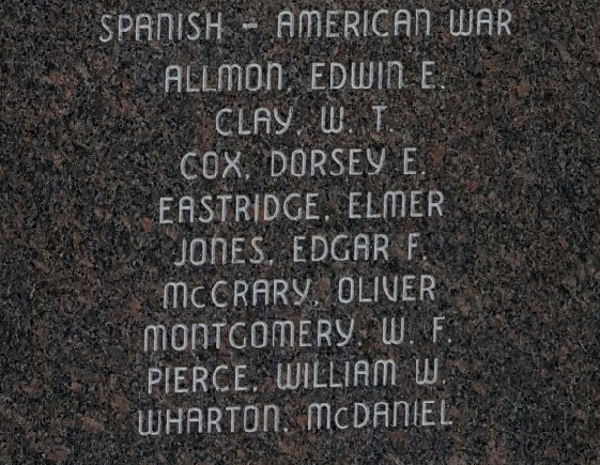 SPANISH - AMERICAN WAR
ALLMON, EDWIN E.
CLAY, W. T.
COX, DORSEY E.
EASTRIDGE, ELMER
JONES, EDGAR F.
McCRARY, OLIVER
MONTGOMERY, W. F.
PIERCE, WILLIAM W.
WHARTON, McDANIEL